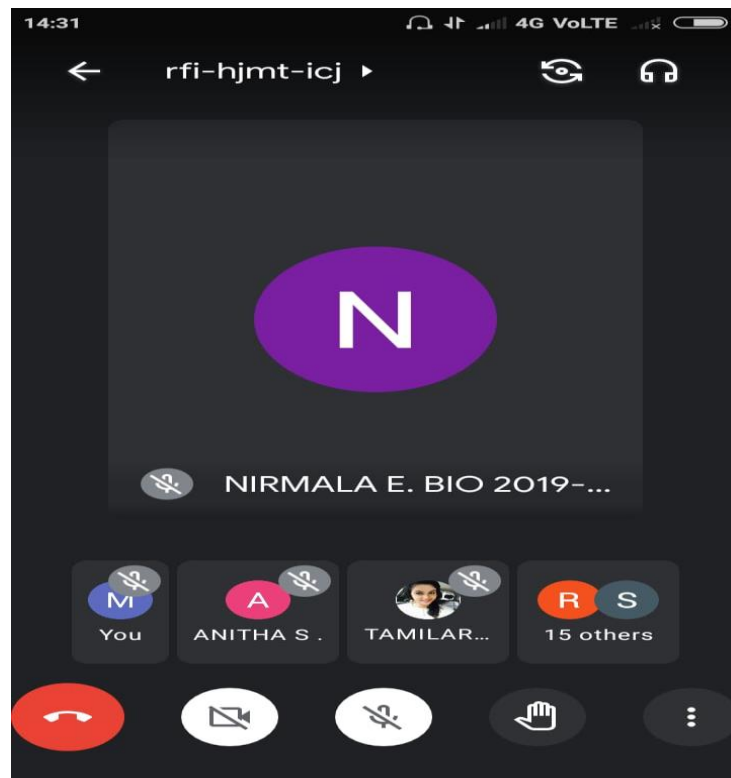 14:31 4G VoLTE
rfi-hjmt-icj
N
NIRMALA E. BIO 2019-...
M A R S
You ANITHA S . TAMILAR... 15 others